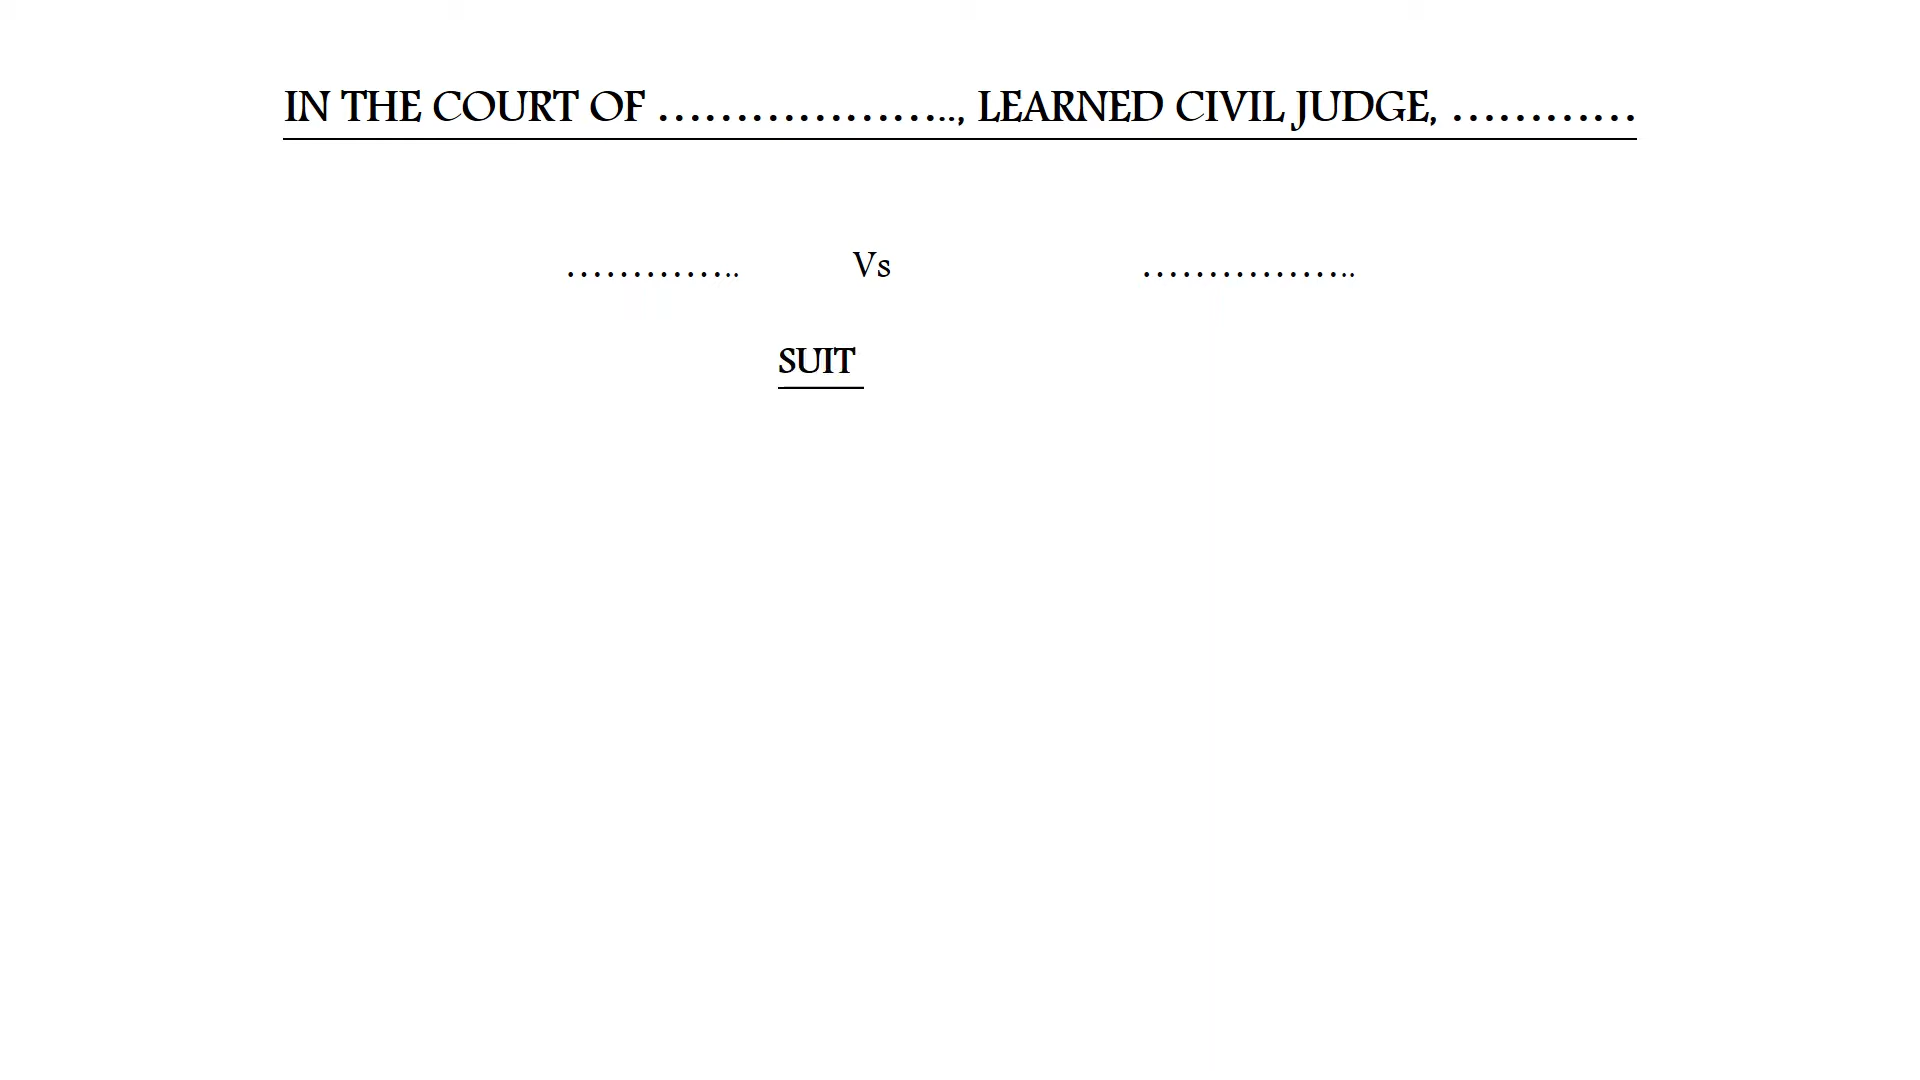 IN THE COURT OF ……………….., LEARNED CIVIL JUDGE, …………
………….. Vs ……………..
SUIT